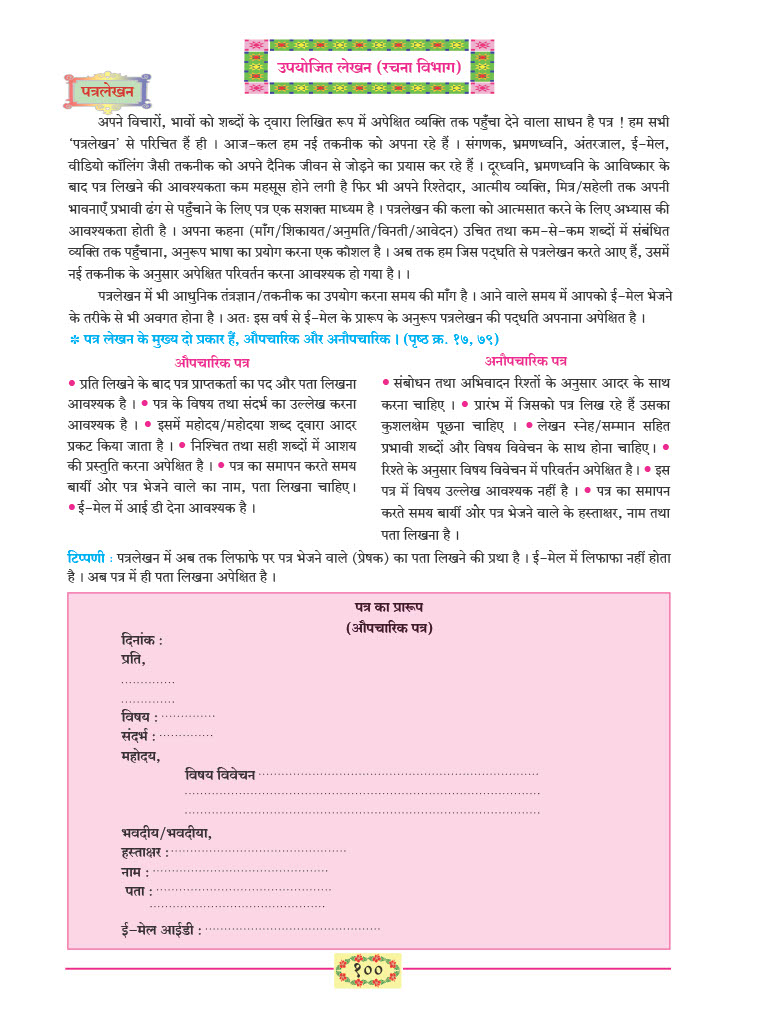 उपयोजित लेखन (रचना विभाग)
पत्रलेखन
अपने विचारों, भावों को शब्दों के द्‌वारा लिखित रूप में अपेक्षित व्यक्ति तक पहुँचा देने वाला साधन है पत्र ! हम सभी
‘पत्रलेखन’ से परिचित हैं ही । आज-कल हम नई तकनीक को अपना रहे हैं । संगणक, भ्रमणध्वनि, अंतरजाल, ई-मेल,
वीडियो कॉलिंग जैसी तकनीक को अपने दैनिक जीवन से जोड़ने का प्रयास कर रहे हैं । दूरध्वनि, भ्रमणध्वनि के आविष्कार के
बाद पत्र लिखने की आवश्यकता कम महसूस होने लगी है फिर भी अपने रिश्तेदार, आत्मीय व्यक्ति, मित्र/सहेली तक अपनी
भावनाएँ प्रभावी ढंग से पहुँचाने के लिए पत्र एक सशक्त माध्यम है । पत्रलेखन की कला को आत्मसात करने के लिए अभ्यास की
आवश्यकता होती है । अपना कहना (माँग/शिकायत/अनुमति/विनती/आवेदन) उचित तथा कम-से-कम शब्दों में संबंधित
व्यक्ति तक पहुँचाना, अनुरूप भाषा का प्रयोग करना एक कौशल है । अब तक हम जिस पद्‌धति से पत्रलेखन करते आए हैं, उसमें
नई तकनीक के अनुसार अपेक्षित परिवर्तन करना आवश्यक हो गया है । ।
पत्रलेखन में भी आधुनिक तंत्रज्ञान/तकनीक का उपयोग करना समय की माँग है । आने वाले समय में आपको ई-मेल भेजने
के तरीके से भी अवगत होना है । अतः इस वर्ष से ई-मेल के प्रारूप के अनुरूप पत्रलेखन की पद्‌धति अपनाना अपेक्षित है ।
✽ पत्र लेखन के मुख्य दो प्रकार हैं, औपचारिक और अनौपचारिक । (पृष्ठ क्र. १७, ७९)
औपचारिक पत्र
• प्रति लिखने के बाद पत्र प्राप्तकर्ता का पद और पता लिखना
आवश्यक है । • पत्र के विषय तथा संदर्भ का उल्लेख करना
आवश्यक है । • इसमें महोदय/महोदया शब्द द्‌वारा आदर
प्रकट किया जाता है । • निश्चित तथा सही शब्दों में आशय
की प्रस्तुति करना अपेक्षित है । • पत्र का समापन करते समय
बायीं ओर पत्र भेजने वाले का नाम, पता लिखना चाहिए।
• ई-मेल में आई डी देना आवश्यक है ।
अनौपचारिक पत्र
• संबोधन तथा अभिवादन रिश्तों के अनुसार आदर के साथ
करना चाहिए । • प्रारंभ में जिसको पत्र लिख रहे हैं उसका
कुशलक्षेम पूछना चाहिए । • लेखन स्नेह/सम्मान सहित
प्रभावी शब्दों और विषय विवेचन के साथ होना चाहिए। •
रिश्ते के अनुसार विषय विवेचन में परिवर्तन अपेक्षित है। • इस
पत्र में विषय उल्लेख आवश्यक नहीं है । • पत्र का समापन
करते समय बायीं ओर पत्र भेजने वाले के हस्ताक्षर, नाम तथा
पता लिखना है ।
टिप्पणी : पत्रलेखन में अब तक लिफाफे पर पत्र भेजने वाले (प्रेषक) का पता लिखने की प्रथा है । ई-मेल में लिफाफा नहीं होता
है । अब पत्र में ही पता लिखना अपेक्षित है ।
पत्र का प्रारूप
(औपचारिक पत्र)
दिनांक :
प्रति,
..............
..............
विषय : ..............
संदर्भ : ..............
महोदय,
विषय विवेचन ........................................................................
............................................................................................
............................................................................................
भवदीय/भवदीया,
हस्ताक्षर : ..............................................
नाम : ..............................................
पता : ..............................................
..............................................
ई-मेल आईडी : ..............................................
१००